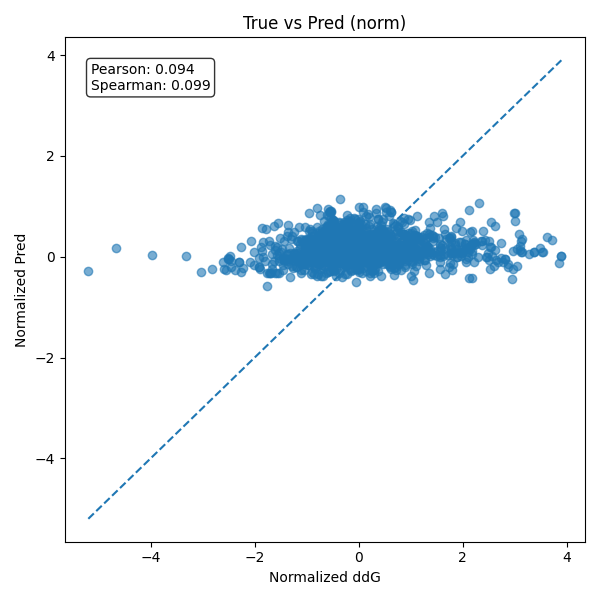 True vs Pred (norm)
Pearson: 0.094
Spearman: 0.099
4
2
0
−2
−4
Normalized Pred
−4
−2
0
2
4
Normalized ddG